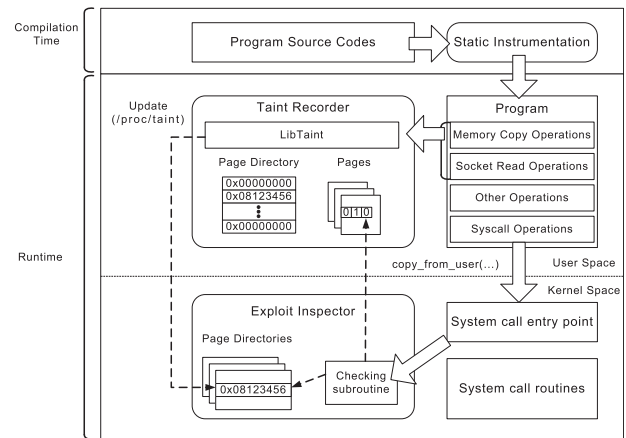 Compilation
Time
Program Source Codes
Static Instrumentation
Update
(/proc/taint)
Taint Recorder
LibTaint
Page Directory
Pages
0x00000000
0x08123456
0x00000000
0 1 0
Program
Memory Copy Operations
Socket Read Operations
Other Operations
Syscall Operations
Runtime
copy_from_user(...)
User Space
Kernel Space
Exploit Inspector
Page Directories
0x08123456
Checking
subroutine
System call entry point
System call routines